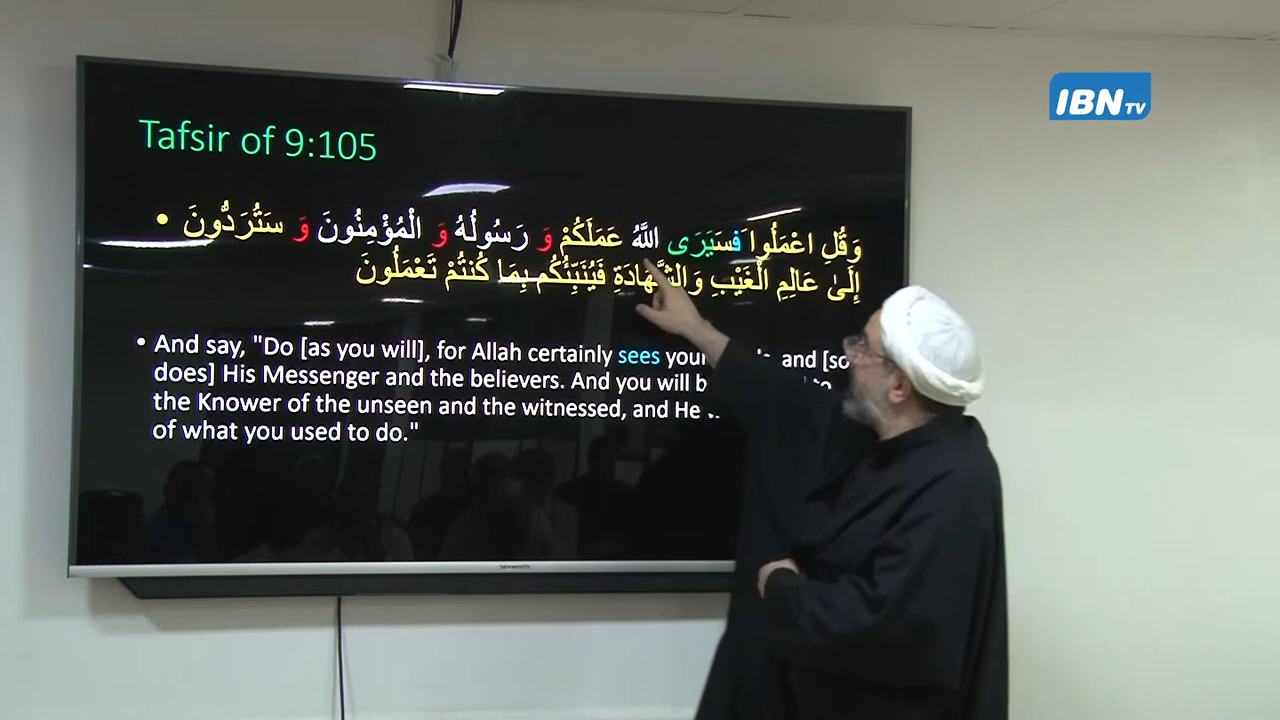 IBN TV
Tafsir of 9:105
• وَقُلِ اعْمَلُوا فَسَيَرَى اللَّهُ عَمَلَكُمْ وَ رَسُولُهُ وَ الْمُؤْمِنُونَ وَ سَتُرَدُّونَ
إِلَىٰ عَالِمِ الْغَيْبِ وَالشَّهَادَةِ فَيُنَبِّئُكُم بِمَا كُنتُمْ تَعْمَلُونَ
• And say, "Do [as you will], for Allah certainly sees your and [so
does] His Messenger and the believers. And you will b to
the Knower of the unseen and the witnessed, and He
of what you used to do."
Skyworth